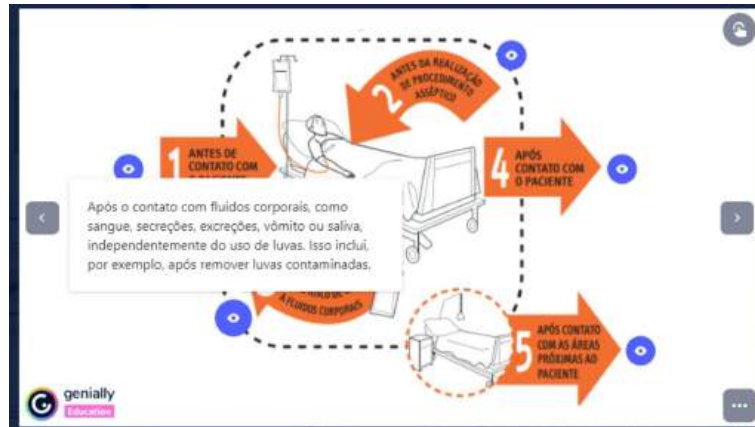 2
ANTES DA REALIZAÇÃO
DE PROCEDIMENTO
ASSÉPTICO
1
ANTES DE
CONTATO COM
4
APÓS
CONTATO COM
O PACIENTE
Após o contato com fluidos corporais, como
sangue, secreções, excreções, vômito ou saliva,
independentemente do uso de luvas. Isso inclui,
por exemplo, após remover luvas contaminadas.
À FLUIDOS CORPORAIS
5
APÓS CONTATO
COM AS ÁREAS
PRÓXIMAS AO
PACIENTE
genially
Education